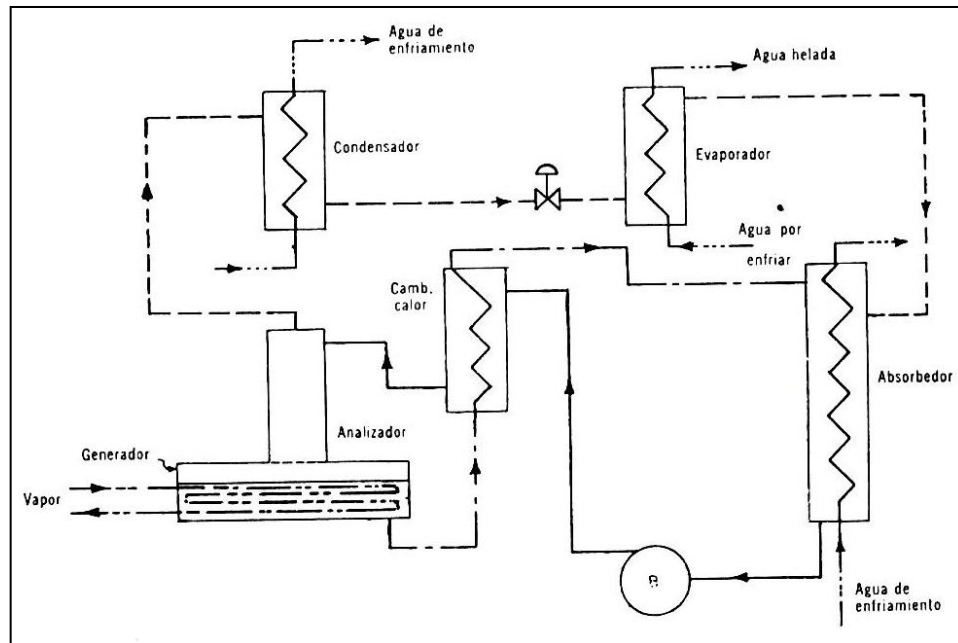 Agua de
enfriamiento
Agua helada
Condensador
Evaporador
Agua por
enfriar
Camb.
calor
Absorbedor
Analizador
Generador
Vapor
B
Agua de
enfriamiento